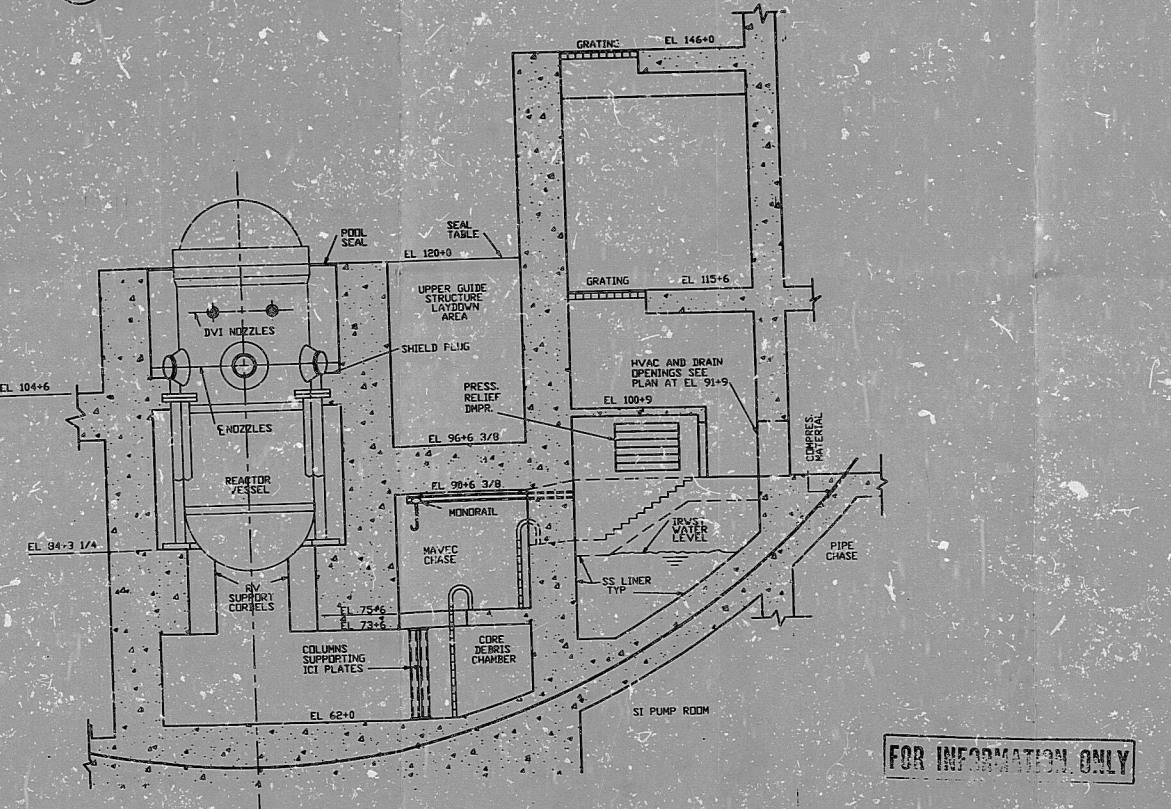 GRATING
EL 146+0
POOL
SEAL
SEAL
TABLE
EL 120+0
UPPER GUIDE
STRUCTURE
LAYDOWN
AREA
GRATING
EL 115+6
DVI NOZZLES
SHIELD PLUG
HVAC AND DRAIN
OPENINGS SEE
PLAN AT EL 91+9
EL 104+6
PRESS.
RELIEF
DMPR.
EL 100+9
COMPRES.
MATERIAL
NOZZLES
EL 96+6 3/8
REACTOR
VESSEL
EL 90+6 3/8
MONORAIL
IRWST
WATER
LEVEL
EL 84+3 1/4
CHASE
PIPE
CHASE
SS LINER
TYP
RV
SUPPORT
CORBELS
EL 75+6
EL 73+6
COLUMNS
SUPPORTING
ICI PLATES
CORE
DEBRIS
CHAMBER
EL 62+0
SI PUMP ROOM
FOR INFORMATION ONLY